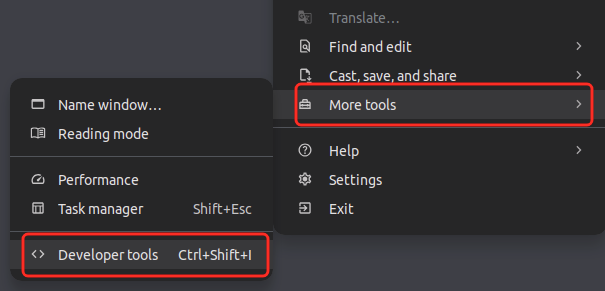 Translate…
Find and edit
Cast, save, and share
More tools
Help
Settings
Exit
Name window…
Reading mode
Performance
Task manager Shift+Esc
Developer tools Ctrl+Shift+I